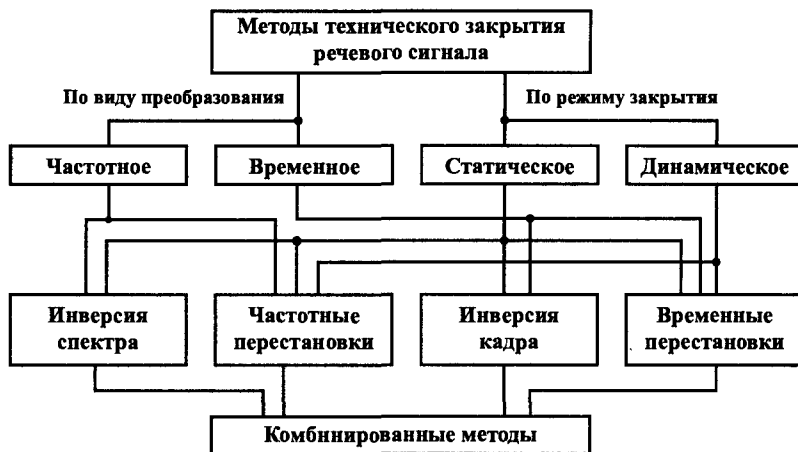 Методы технического закрытия
речевого сигнала
По виду преобразования
По режиму закрытия
Частотное
Временное
Статическое
Динамическое
Инверсия
спектра
Частотные
перестановки
Инверсия
кадра
Временные
перестановки
Комбинированные методы